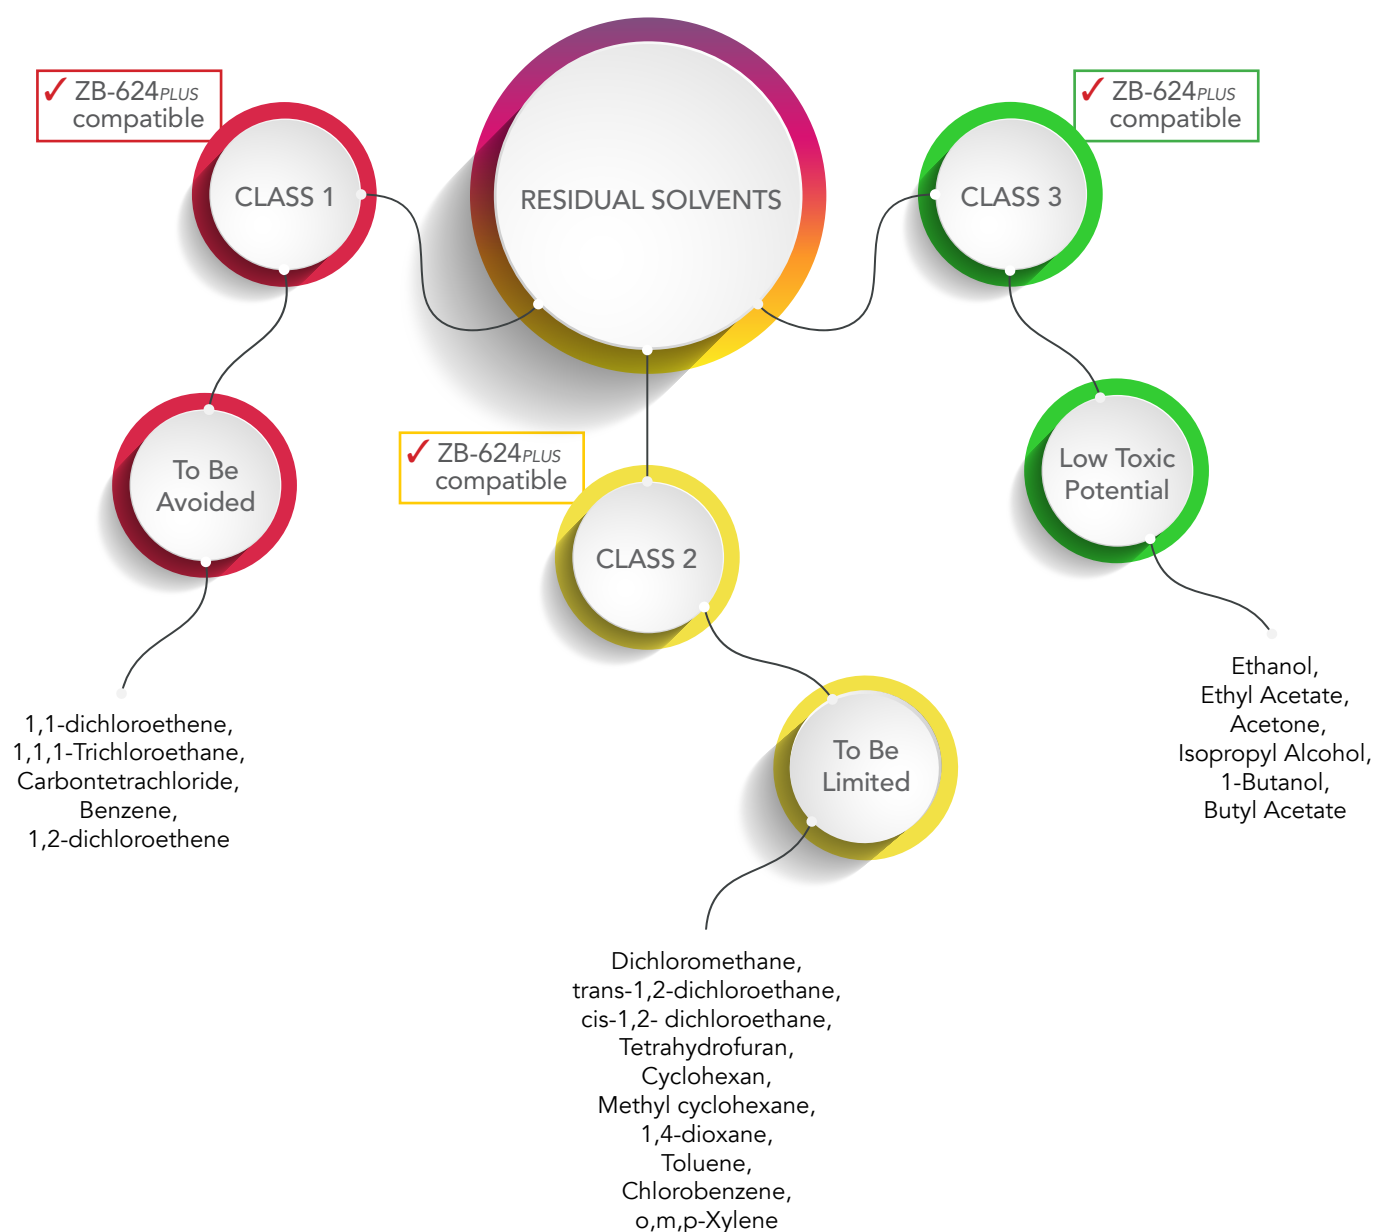 RESIDUAL SOLVENTS
✓ ZB-624PLUS
compatible
CLASS 1
To Be
Avoided
1,1-dichloroethene,
1,1,1-Trichloroethane,
Carbontetrachloride,
Benzene,
1,2-dichloroethene
✓ ZB-624PLUS
compatible
CLASS 2
To Be
Limited
Dichloromethane,
trans-1,2-dichloroethane,
cis-1,2- dichloroethane,
Tetrahydrofuran,
Cyclohexan,
Methyl cyclohexane,
1,4-dioxane,
Toluene,
Chlorobenzene,
o,m,p-Xylene
✓ ZB-624PLUS
compatible
CLASS 3
Low Toxic
Potential
Ethanol,
Ethyl Acetate,
Acetone,
Isopropyl Alcohol,
1-Butanol,
Butyl Acetate